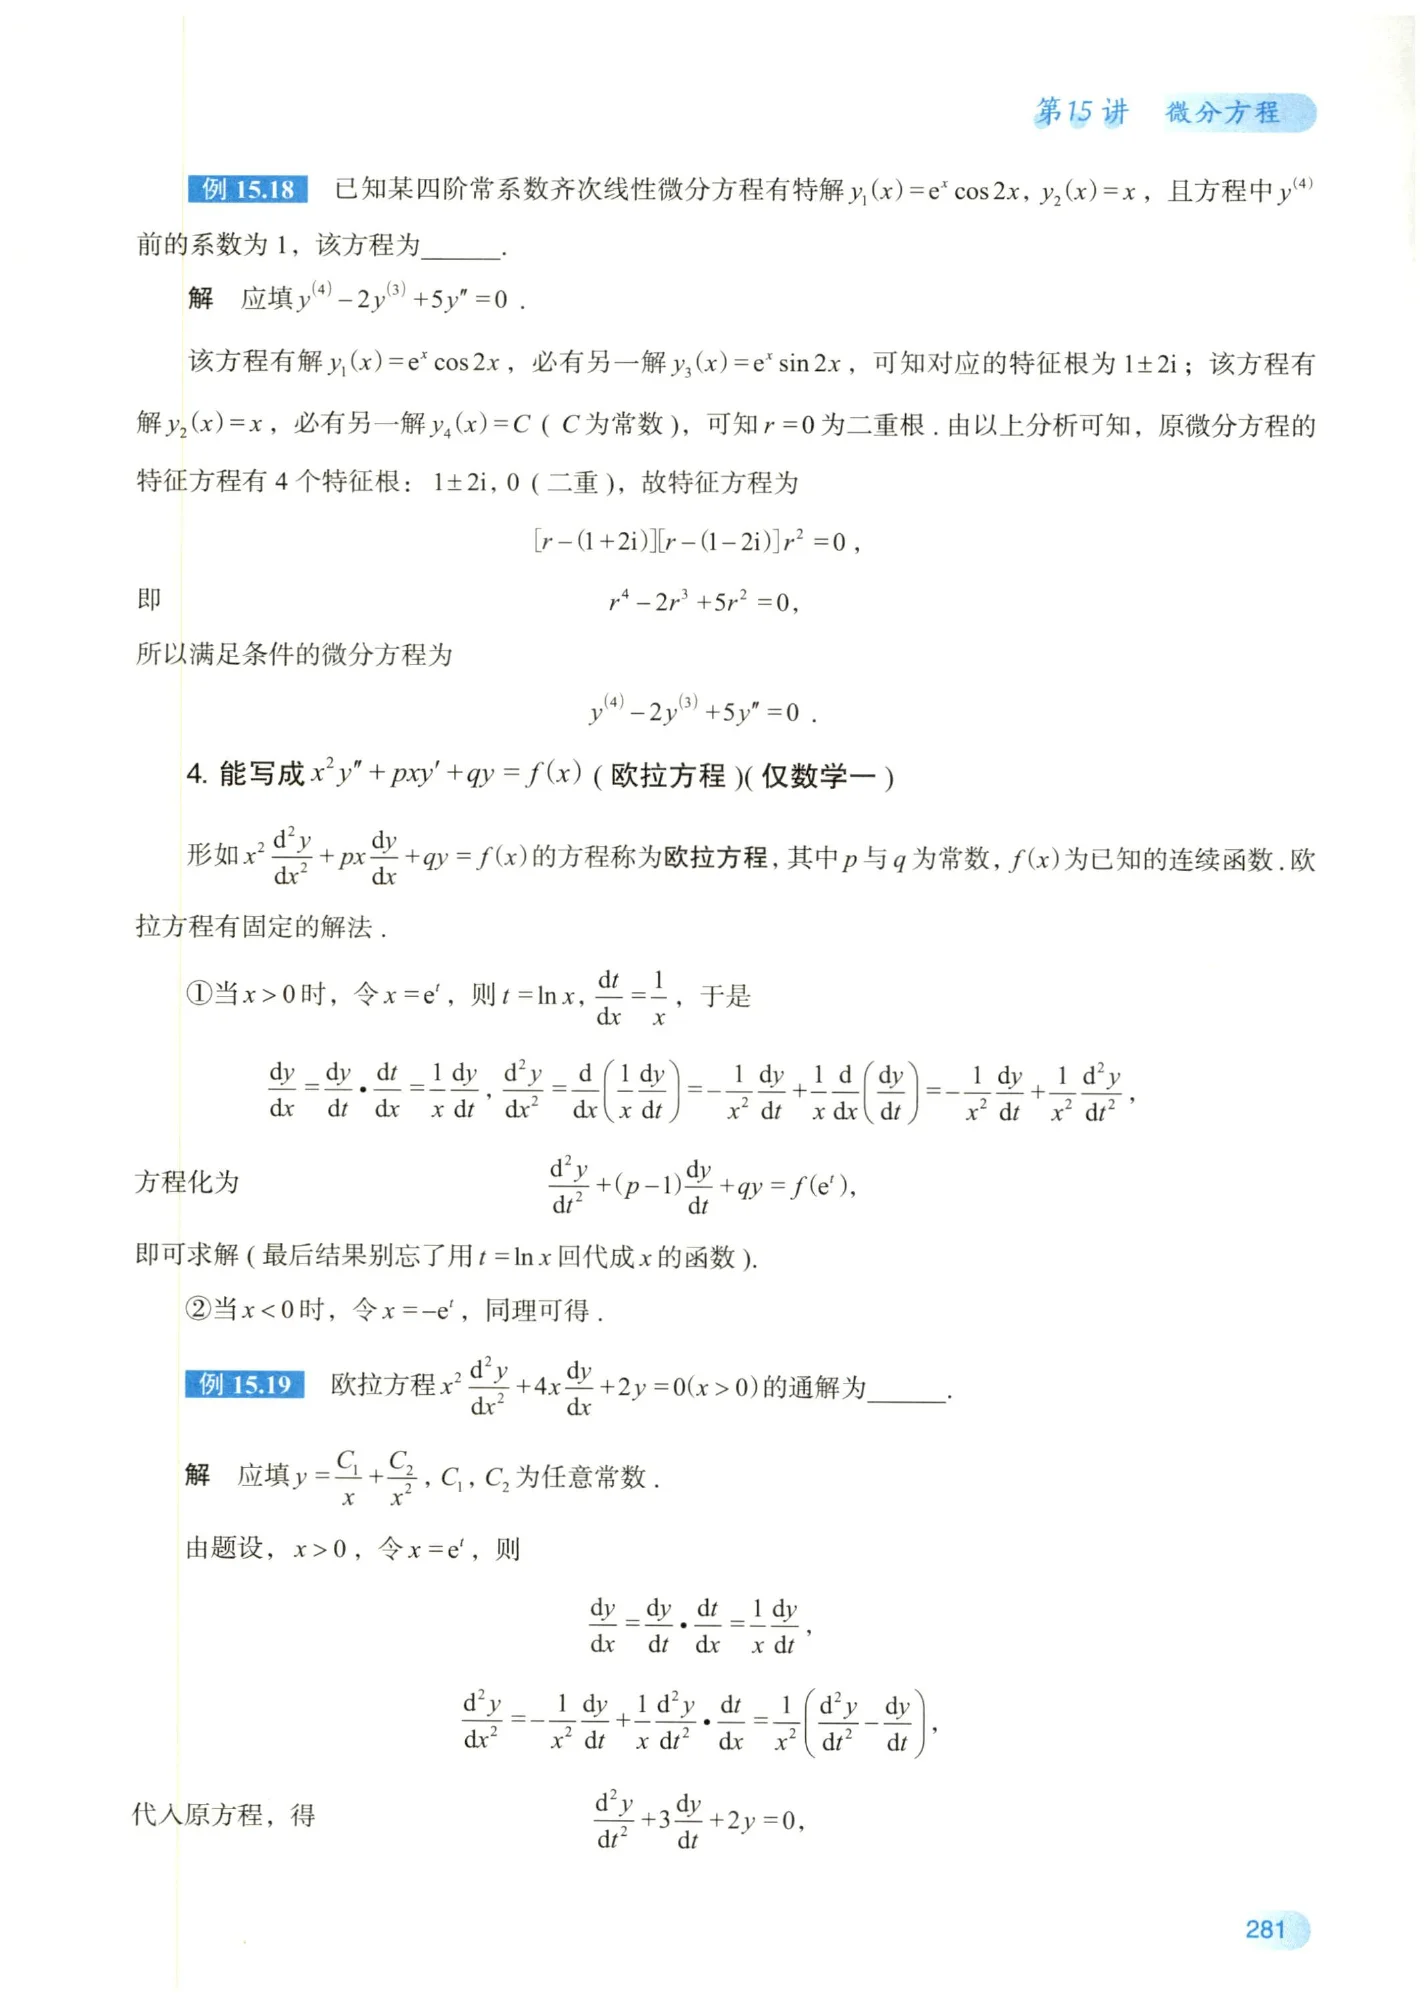 第15讲 微分方程
例 15.18 已知某四阶常系数齐次线性微分方程有特解 $y_1(x)=e^x\cos 2x, y_2(x)=x$，且方程中 $y^{(4)}$
前的系数为 1，该方程为______.
解 应填 $y^{(4)}-2y^{(3)}+5y''=0$．
该方程有解 $y_1(x)=e^x\cos 2x$，必有另一解 $y_3(x)=e^x\sin 2x$，可知对应的特征根为 $1\pm 2i$；该方程有
解 $y_2(x)=x$，必有另一解 $y_4(x)=C$（$C$ 为常数），可知 $r=0$ 为二重根．由以上分析可知，原微分方程的
特征方程有 4 个特征根：$1\pm 2i, 0$（二重），故特征方程为
$[r-(1+2i)][r-(1-2i)]r^2=0$，
即 $r^4-2r^3+5r^2=0,$
所以满足条件的微分方程为
$y^{(4)}-2y^{(3)}+5y''=0$．
4. 能写成 $x^2y''+pxy'+qy=f(x)$（欧拉方程）（仅数学一）
形如 $x^2\frac{d^2y}{dx^2}+px\frac{dy}{dx}+qy=f(x)$ 的方程称为欧拉方程，其中 $p$ 与 $q$ 为常数，$f(x)$ 为已知的连续函数．欧
拉方程有固定的解法．
①当 $x>0$ 时，令 $x=e^t$，则 $t=\ln x, \frac{dt}{dx}=\frac{1}{x}$，于是
$\frac{dy}{dx}=\frac{dy}{dt}\cdot\frac{dt}{dx}=\frac{1}{x}\frac{dy}{dt}, \frac{d^2y}{dx^2}=\frac{d}{dx}\left(\frac{1}{x}\frac{dy}{dt}\right)=-\frac{1}{x^2}\frac{dy}{dt}+\frac{1}{x}\frac{d}{dx}\left(\frac{dy}{dt}\right)=-\frac{1}{x^2}\frac{dy}{dt}+\frac{1}{x^2}\frac{d^2y}{dt^2}$，
方程化为 $\frac{d^2y}{dt^2}+(p-1)\frac{dy}{dt}+qy=f(e^t),$
即可求解（最后结果别忘了用 $t=\ln x$ 回代成 $x$ 的函数）.
②当 $x<0$ 时，令 $x=-e^t$，同理可得．
例 15.19 欧拉方程 $x^2\frac{d^2y}{dx^2}+4x\frac{dy}{dx}+2y=0(x>0)$ 的通解为______.
解 应填 $y=\frac{C_1}{x}+\frac{C_2}{x^2}$，$C_1, C_2$ 为任意常数．
由题设，$x>0$，令 $x=e^t$，则
$\frac{dy}{dx}=\frac{dy}{dt}\cdot\frac{dt}{dx}=\frac{1}{x}\frac{dy}{dt}$，
$\frac{d^2y}{dx^2}=-\frac{1}{x^2}\frac{dy}{dt}+\frac{1}{x}\frac{d^2y}{dt^2}\cdot\frac{dt}{dx}=\frac{1}{x^2}\left(\frac{d^2y}{dt^2}-\frac{dy}{dt}\right)$，
代入原方程，得 $\frac{d^2y}{dt^2}+3\frac{dy}{dt}+2y=0,$
281